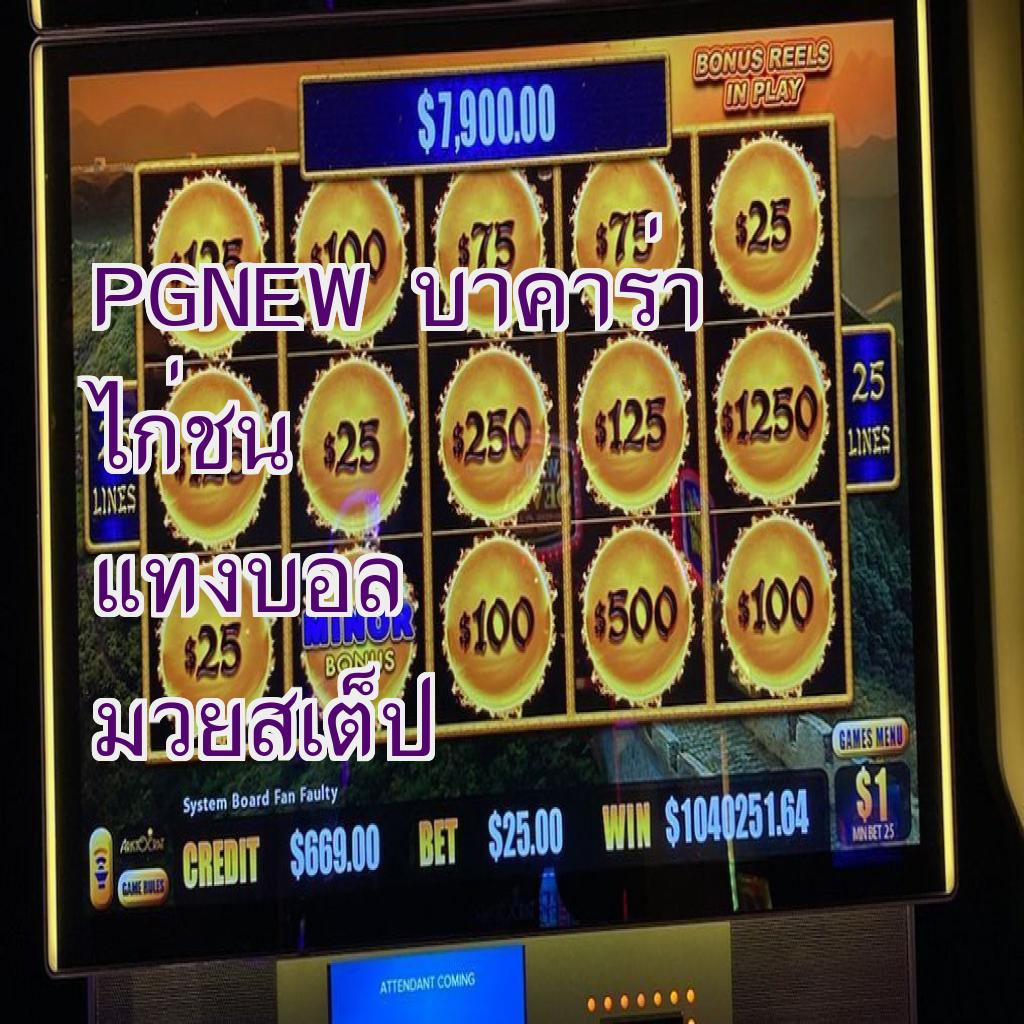 BONUS REELS
IN PLAY
$7,900.00
$125 $100 $75 $75 $25
PGNEW บาคาร่า
ไก่ชน
$25 $250 $125 $1250
25
LINES
LINES
แทงบอล
$25 MINOR $100 $500 $100
BONUS
มวยสเต็ป
GAMES MENU
System Board Fan Faulty
$1
MIN BET 25
ARISTOCRAT
GAME RULES
CREDIT $669.00 BET $25.00 WIN $1040251.64
ATTENDANT COMING